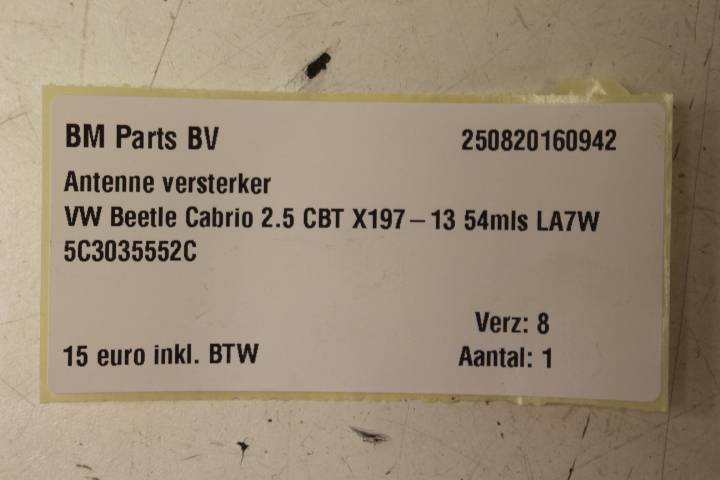 BM Parts BV 250820160942
Antenne versterker
VW Beetle Cabrio 2.5 CBT X197-13 54mls LA7W
5C3035552C
Verz: 8
15 euro inkl. BTW Aantal: 1